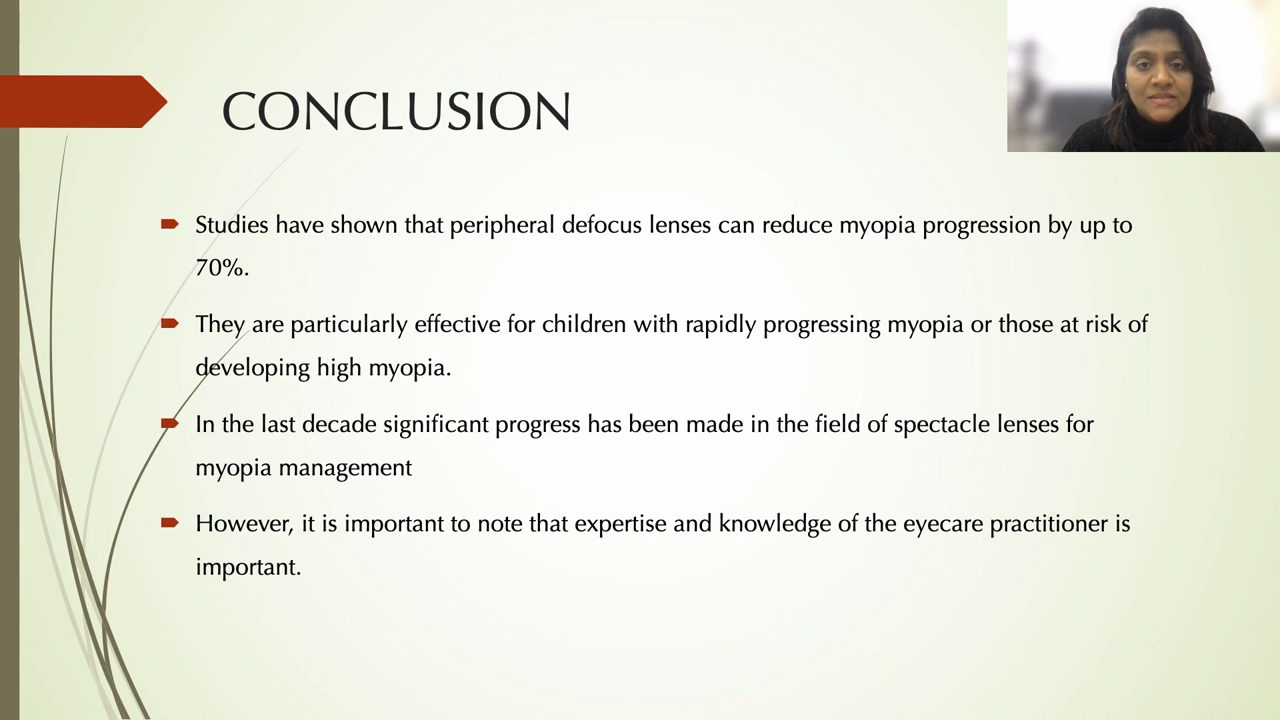 CONCLUSION
Studies have shown that peripheral defocus lenses can reduce myopia progression by up to
70%.
They are particularly effective for children with rapidly progressing myopia or those at risk of
developing high myopia.
In the last decade significant progress has been made in the field of spectacle lenses for
myopia management
However, it is important to note that expertise and knowledge of the eyecare practitioner is
important.